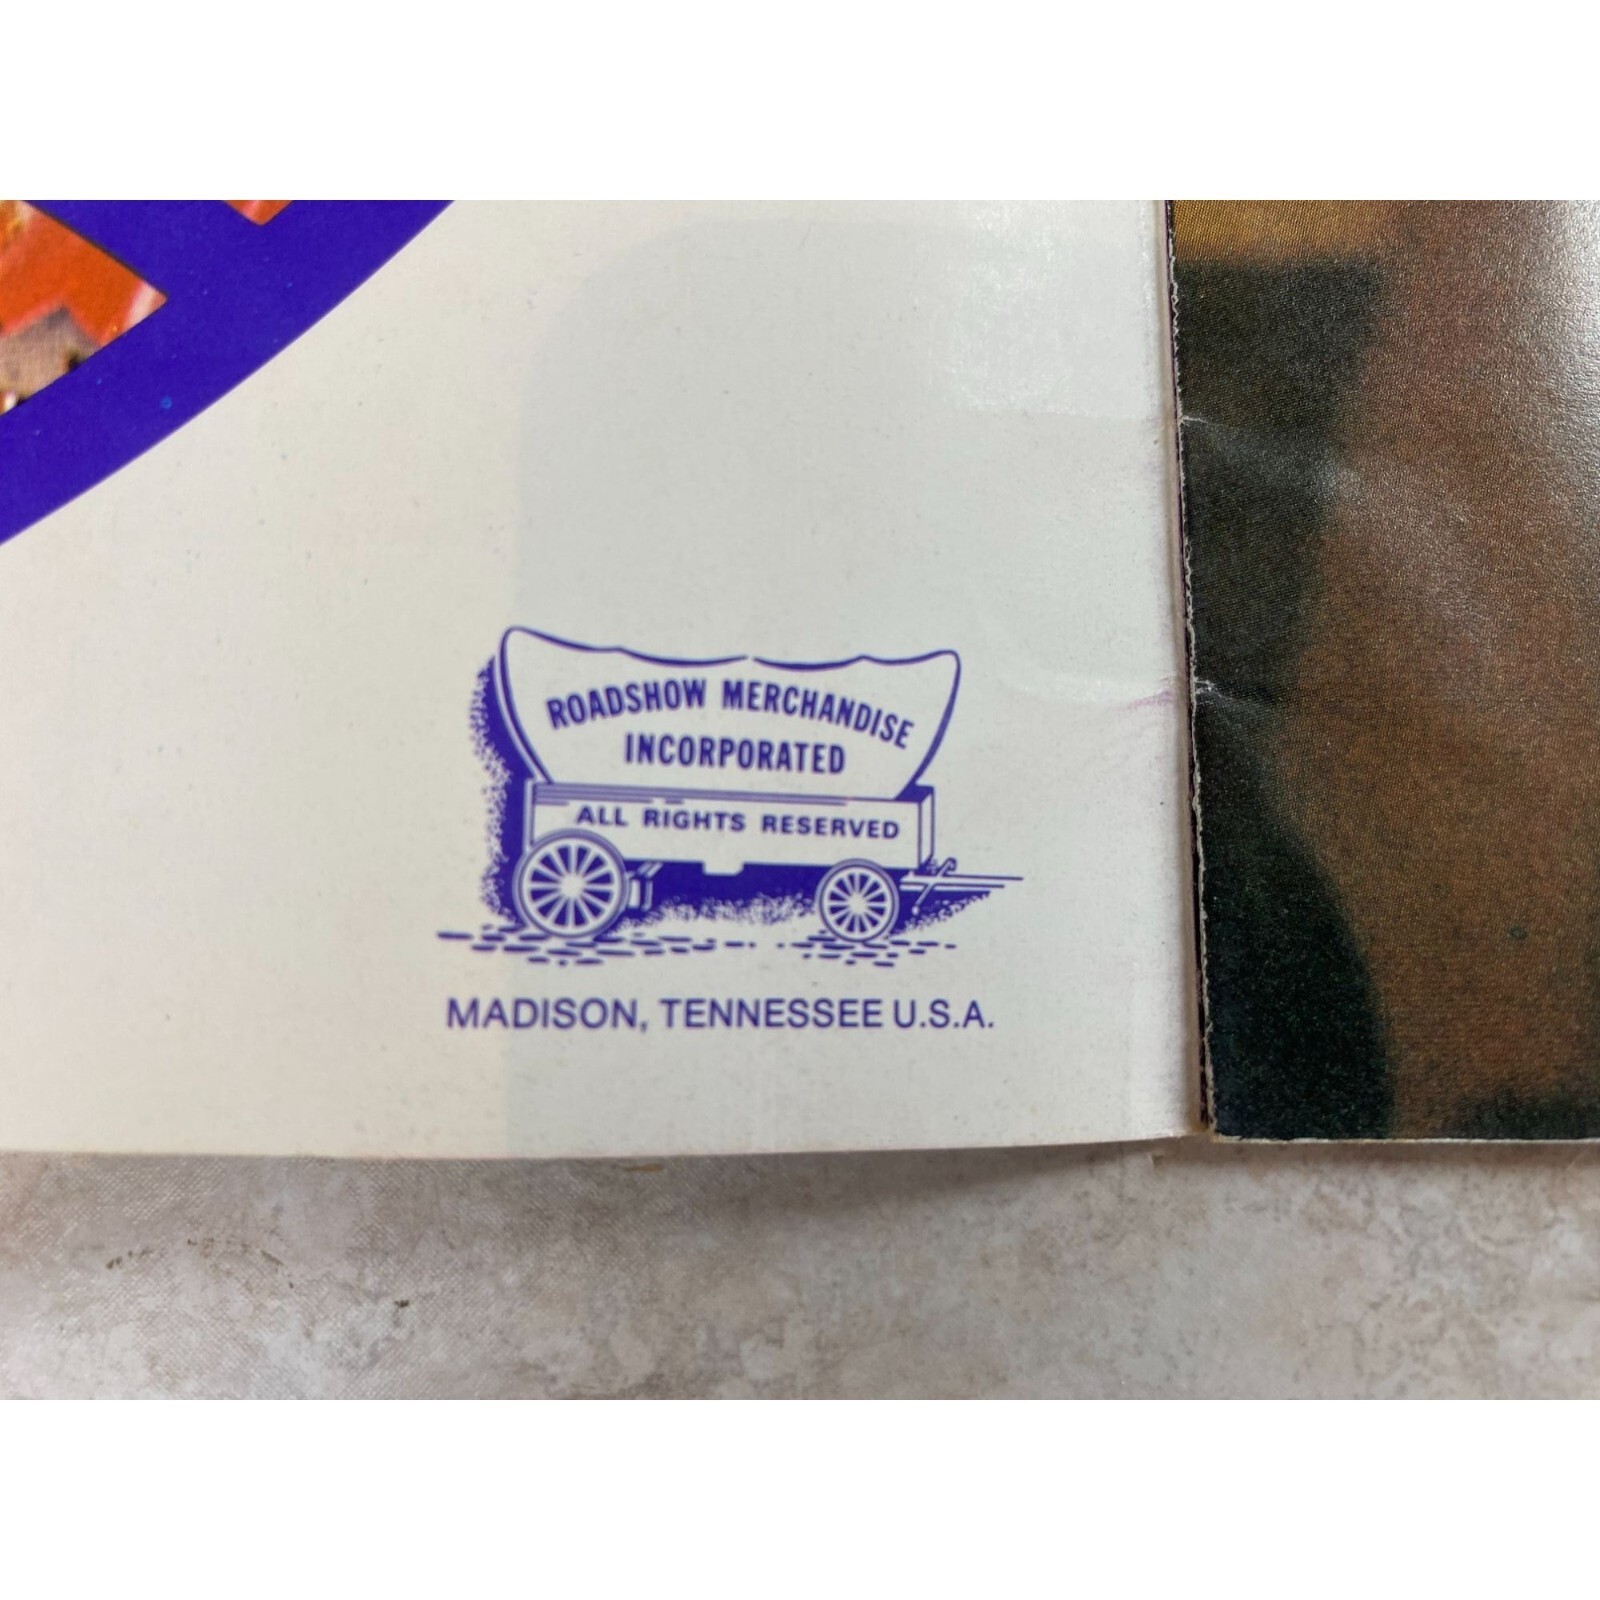 ROADSHOW MERCHANDISE
INCORPORATED
ALL RIGHTS RESERVED
MADISON, TENNESSEE U.S.A.